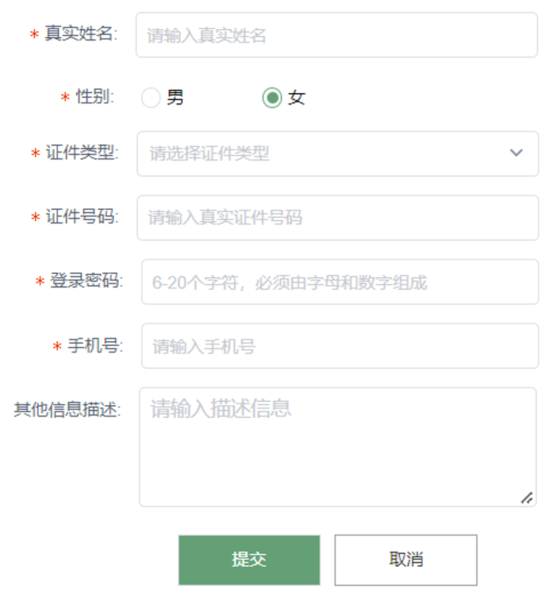 * 真实姓名: 请输入真实姓名
* 性别: 男 女
* 证件类型: 请选择证件类型
* 证件号码: 请输入真实证件号码
* 登录密码: 6-20个字符，必须由字母和数字组成
* 手机号: 请输入手机号
其他信息描述: 请输入描述信息
提交 取消